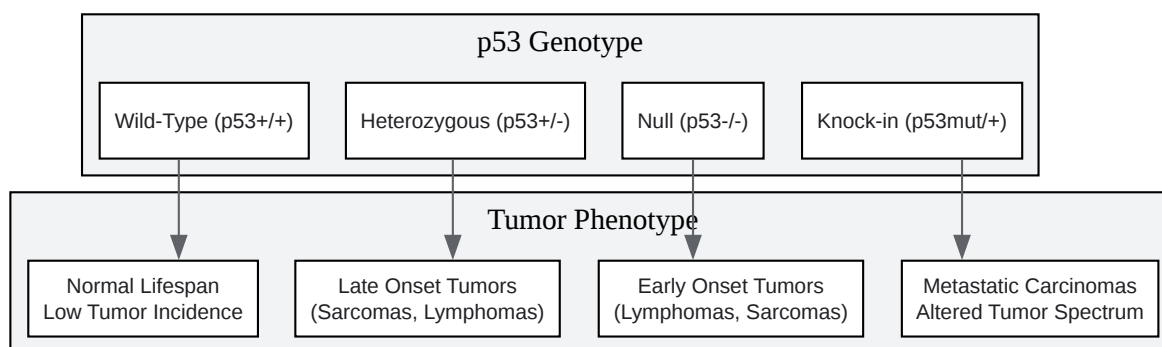 p53 Genotype
Wild-Type (p53+/+)
Heterozygous (p53+/-)
Null (p53-/-)
Knock-in (p53mut/+)
Tumor Phenotype
Normal Lifespan
Low Tumor Incidence
Late Onset Tumors
(Sarcomas, Lymphomas)
Early Onset Tumors
(Lymphomas, Sarcomas)
Metastatic Carcinomas
Altered Tumor Spectrum